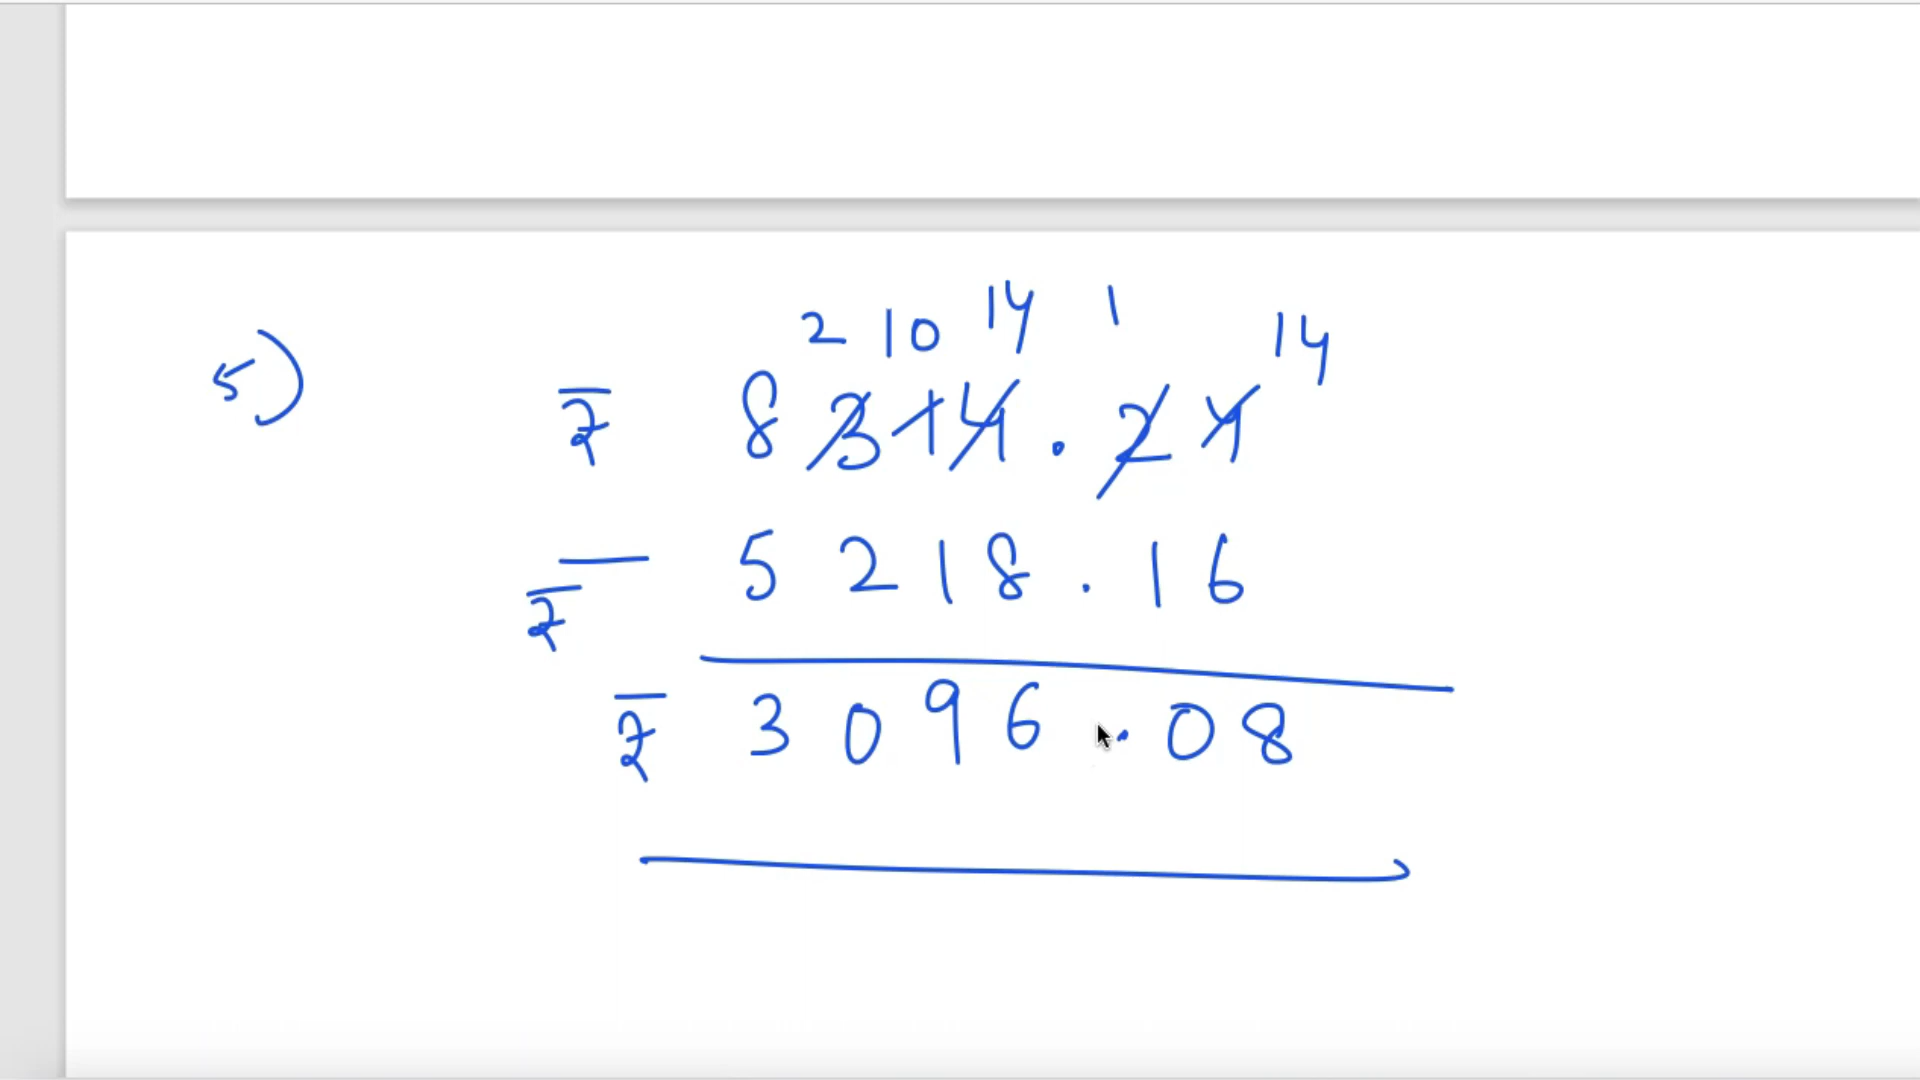 2 10 14 1 14
5) ₹ 8314.24
— 5218.16
₹
₹ 3096.08